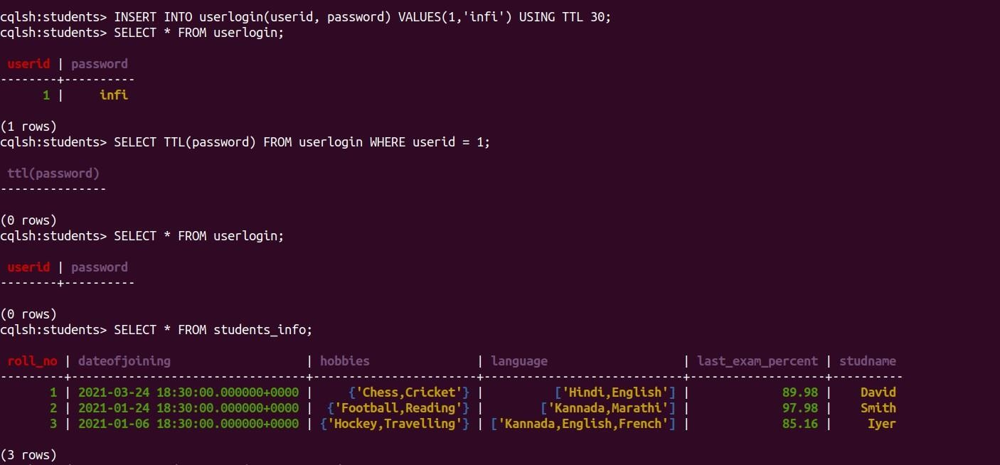 cqlsh:students> INSERT INTO userlogin(userid, password) VALUES(1,'infi') USING TTL 30;
cqlsh:students> SELECT * FROM userlogin;
userid | password
--------+----------
1 | infi
(1 rows)
cqlsh:students> SELECT TTL(password) FROM userlogin WHERE userid = 1;
ttl(password)
---------------
(0 rows)
cqlsh:students> SELECT * FROM userlogin;
userid | password
--------+----------
(0 rows)
cqlsh:students> SELECT * FROM students_info;
roll_no | dateofjoining | hobbies | language | last_exam_percent | studname
---------+---------------------------------+-----------------------+----------------------------+-------------------+----------
1 | 2021-03-24 18:30:00.000000+0000 | {'Chess,Cricket'} | ['Hindi,English'] | 89.98 | David
2 | 2021-01-24 18:30:00.000000+0000 | {'Football,Reading'} | ['Kannada,Marathi'] | 97.98 | Smith
3 | 2021-01-06 18:30:00.000000+0000 | {'Hockey,Travelling'} | ['Kannada,English,French'] | 85.16 | Iyer
(3 rows)